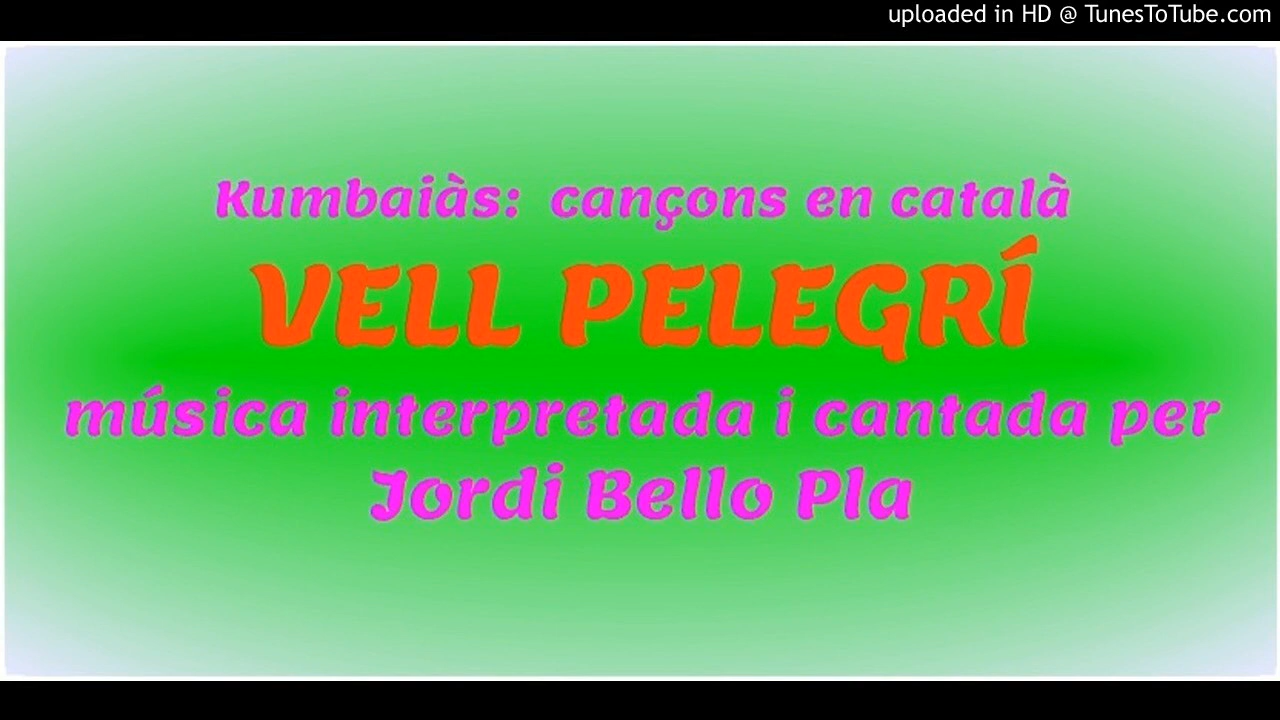 uploaded in HD @ TunesToTube.com
Kumbaiàs: cançons en català
VELL PELEGRÍ
música interpretada i cantada per
Jordi Bello Pla